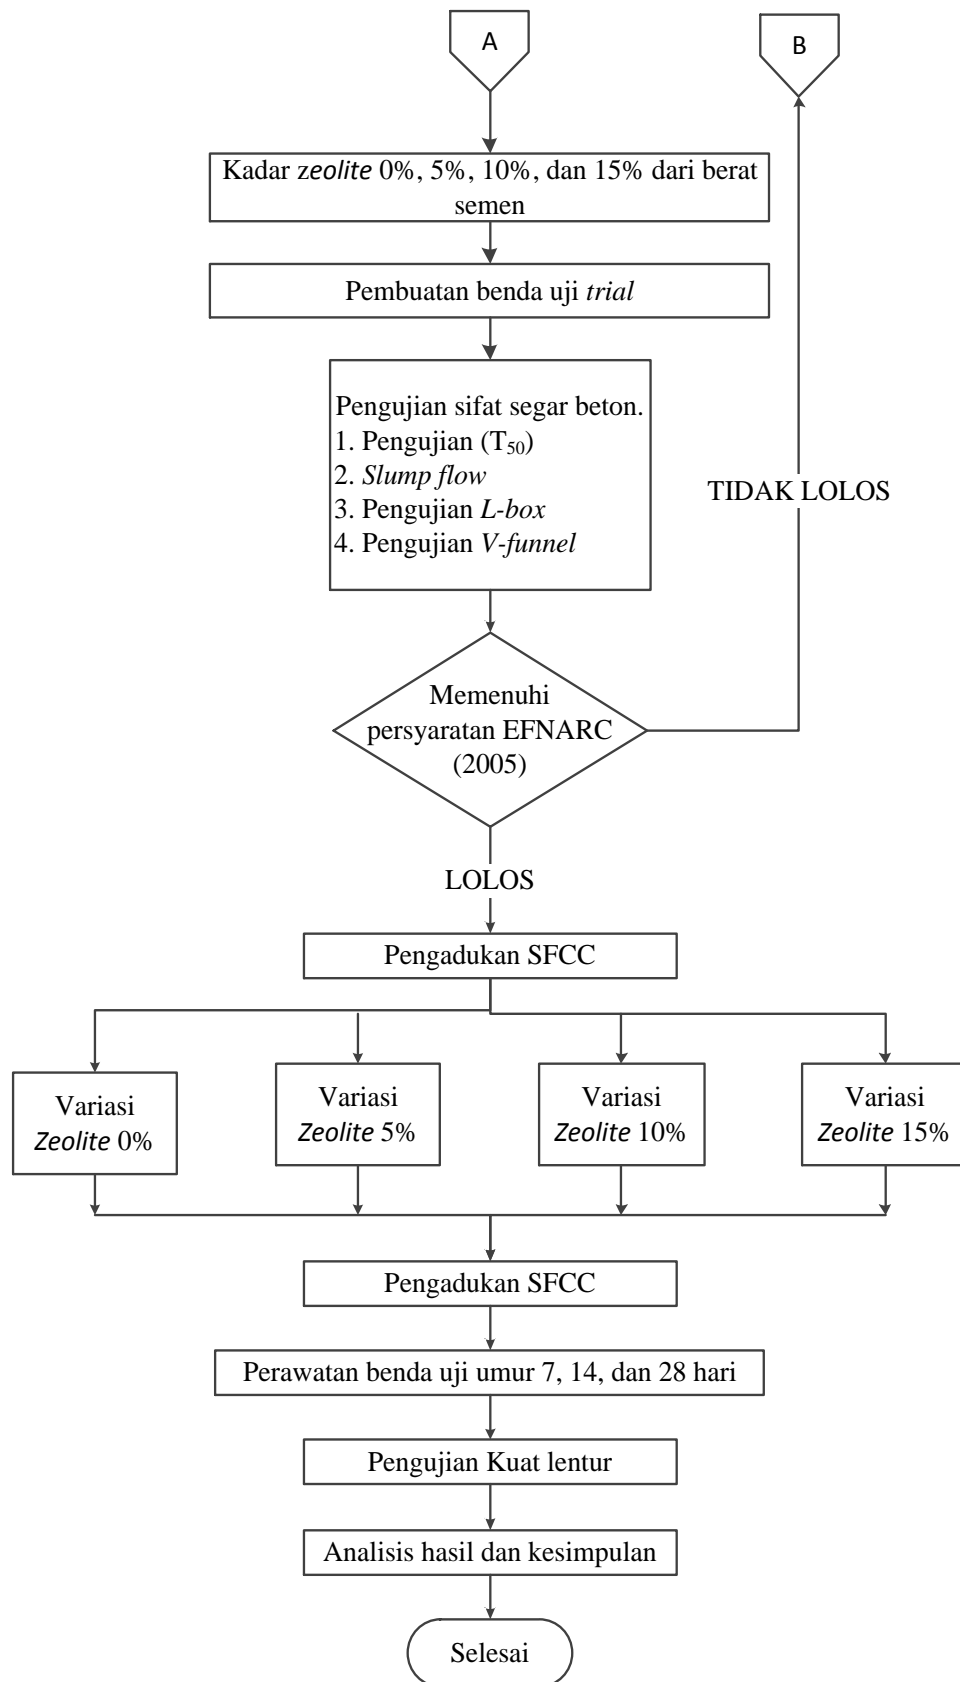 A
B
Kadar zeolite 0%, 5%, 10%, dan 15% dari berat
semen
Pembuatan benda uji trial
Pengujian sifat segar beton.
1. Pengujian (T50)
2. Slump flow
3. Pengujian L-box
4. Pengujian V-funnel
TIDAK LOLOS
Memenuhi
persyaratan EFNARC
(2005)
LOLOS
Pengadukan SFCC
Variasi
Zeolite 0%
Variasi
Zeolite 5%
Variasi
Zeolite 10%
Variasi
Zeolite 15%
Pengadukan SFCC
Perawatan benda uji umur 7, 14, dan 28 hari
Pengujian Kuat lentur
Analisis hasil dan kesimpulan
Selesai